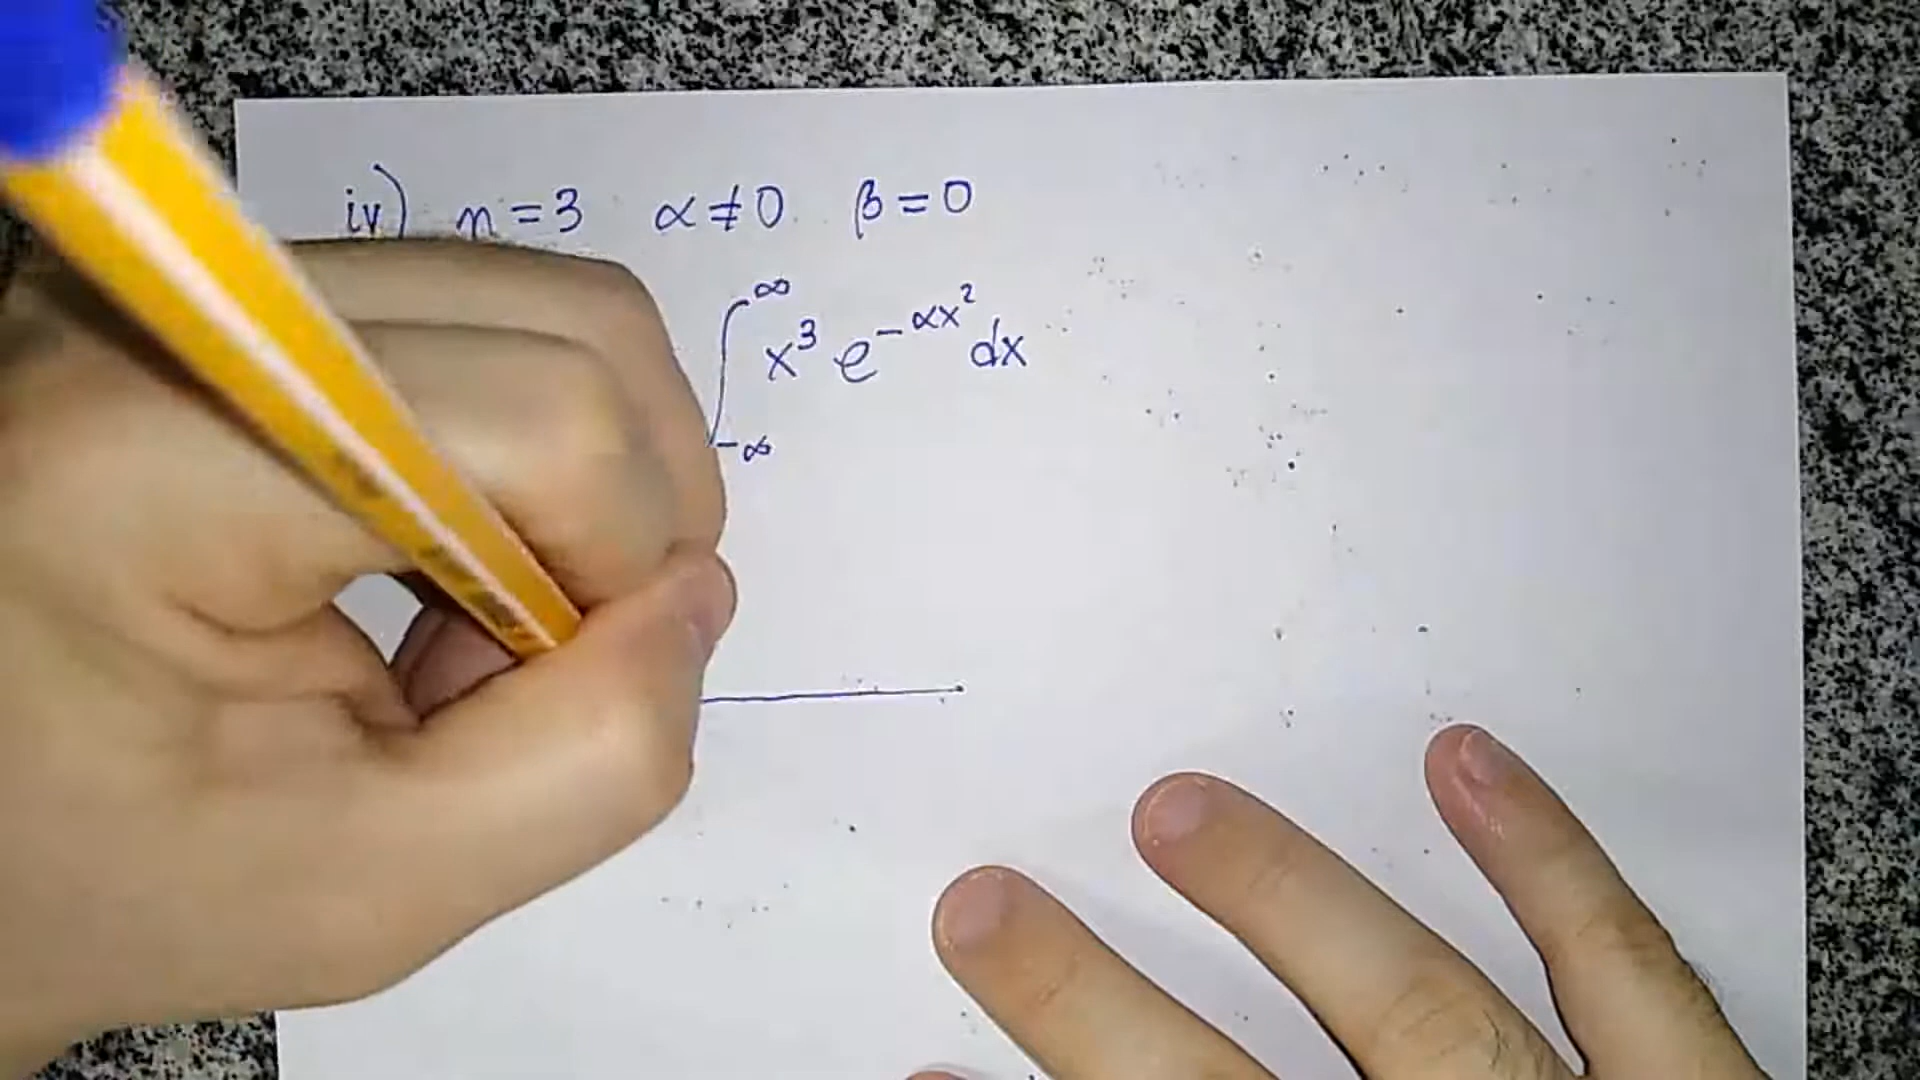 iv) n = 3 α ≠ 0 β = 0
∫_{-∞}^{∞} x³ e^{-αx²} dx